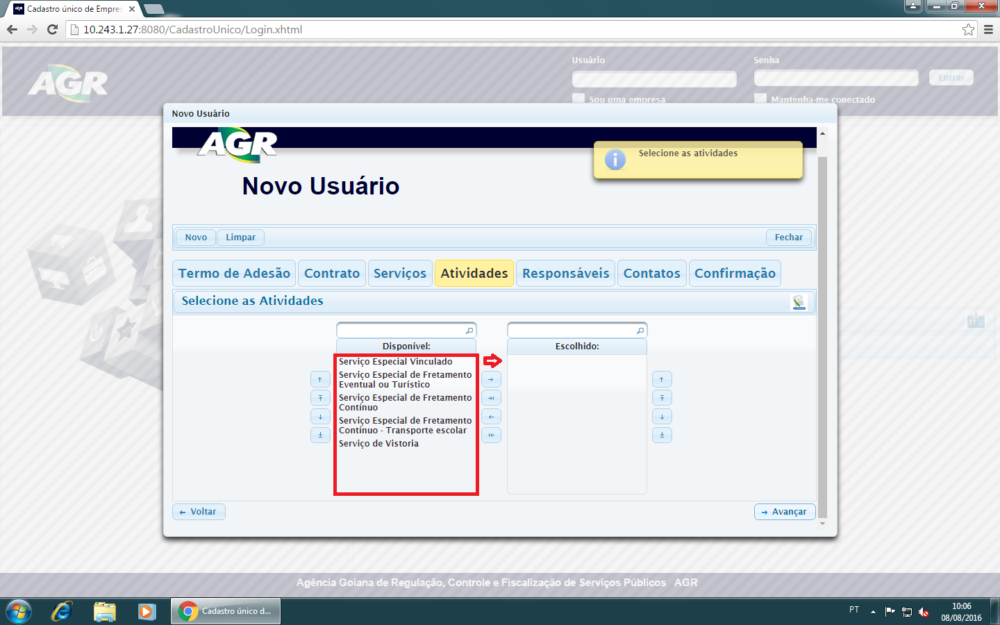 Cadastro único de Empres
10.243.1.27:8080/CadastroUnico/Login.xhtml
AGR
Usuário
Senha
Entrar
Sou uma empresa
Mantenha-me conectado
Novo Usuário
AGR
Selecione as atividades
Novo Usuário
Novo
Limpar
Fechar
Termo de Adesão
Contrato
Serviços
Atividades
Responsáveis
Contatos
Confirmação
Selecione as Atividades
Disponível:
Escolhido:
Serviço Especial Vinculado
Serviço Especial de Fretamento
Eventual ou Turístico
Serviço Especial de Fretamento
Contínuo
Serviço Especial de Fretamento
Contínuo - Transporte escolar
Serviço de Vistoria
Voltar
Avançar
Agência Goiana de Regulação, Controle e Fiscalização de Serviços Públicos AGR
Cadastro único d...
PT
10:06
08/08/2016